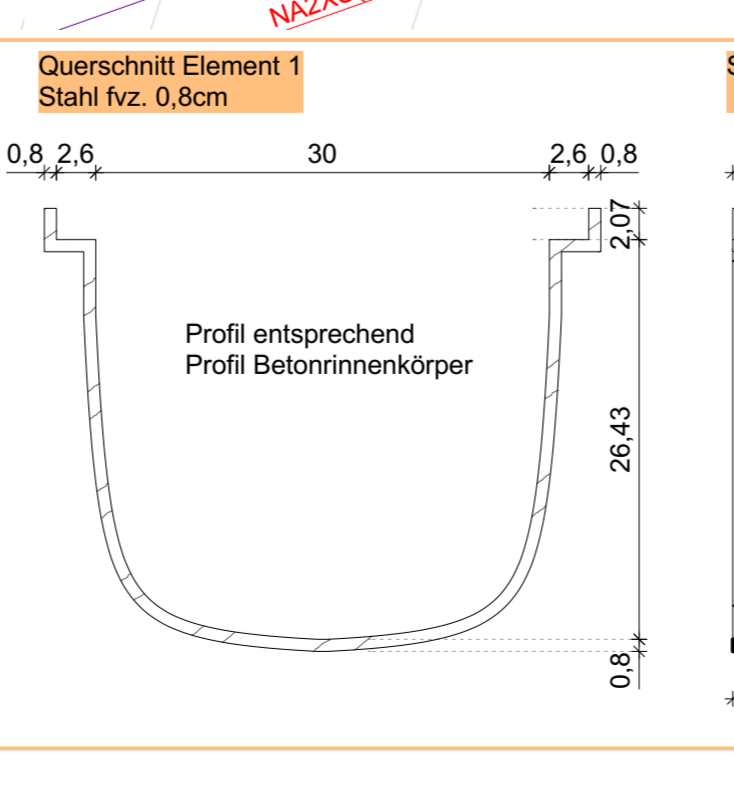 Querschnitt Element 1
Stahl fvz. 0,8cm
0,8 2,6 30 2,6 0,8
2,07
Profil entsprechend
Profil Betonrinnenkörper
26,43
0,8